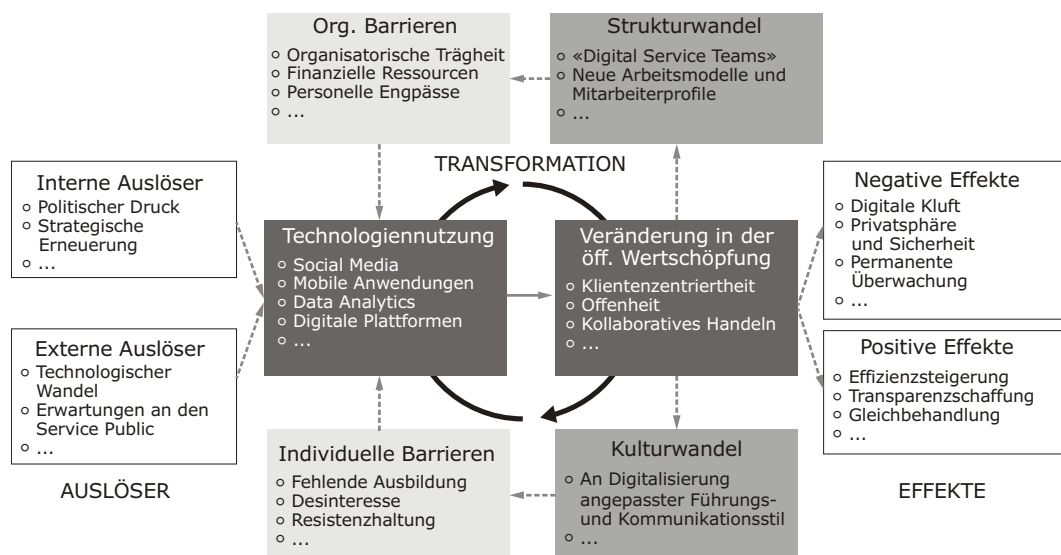 Org. Barrieren
Organisatorische Trägheit
Finanzielle Ressourcen
Personelle Engpässe
...
Strukturwandel
«Digital Service Teams»
Neue Arbeitsmodelle und
Mitarbeiterprofile
...
TRANSFORMATION
Interne Auslöser
Politischer Druck
Strategische
Erneuerung
...
Externe Auslöser
Technologischer
Wandel
Erwartungen an den
Service Public
...
AUSLÖSER
Technologiennutzung
Social Media
Mobile Anwendungen
Data Analytics
Digitale Plattformen
...
Veränderung in der
öff. Wertschöpfung
Klientenzentriertheit
Offenheit
Kollaboratives Handeln
...
Negative Effekte
Digitale Kluft
Privatsphäre
und Sicherheit
Permanente
Überwachung
...
Positive Effekte
Effizienzsteigerung
Transparenzschaffung
Gleichbehandlung
...
EFFEKTE
Individuelle Barrieren
Fehlende Ausbildung
Desinteresse
Resistenzhaltung
...
Kulturwandel
An Digitalisierung
angepasster Führungs-
und Kommunikationsstil
...